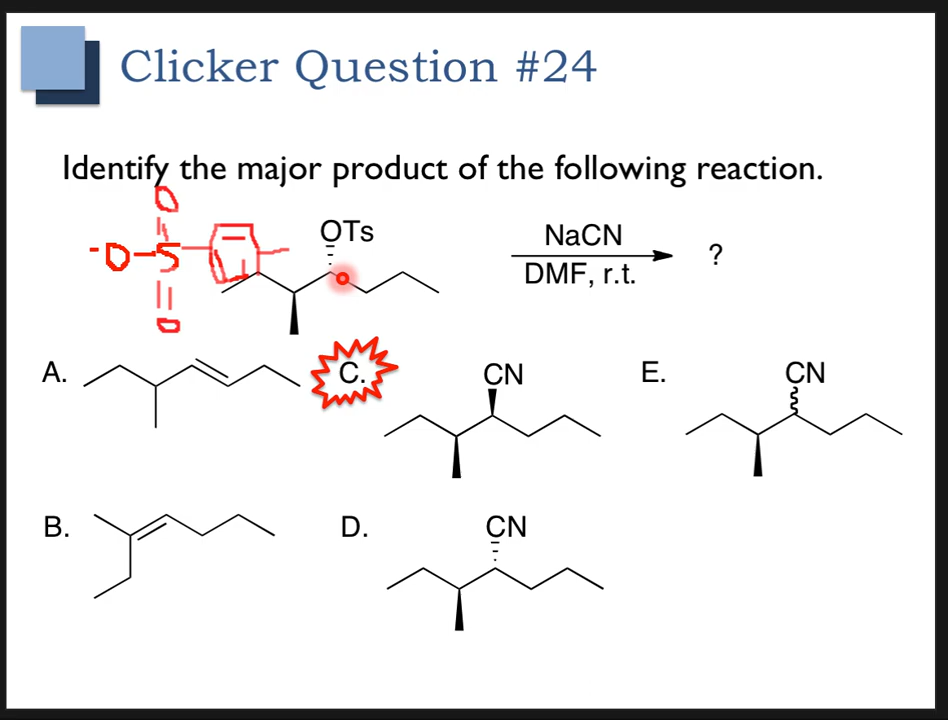 Clicker Question #24
Identify the major product of the following reaction.
O
-O-S
O
OTs
NaCN
DMF, r.t.
?
A.
C.
CN
E.
CN
B.
D.
CN